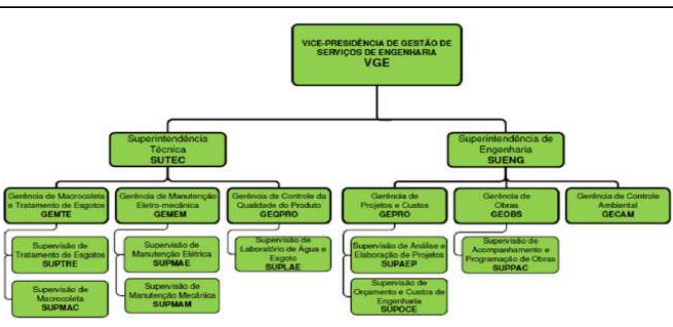 VICE-PRESIDÊNCIA DE GESTÃO DE
SERVIÇOS DE ENGENHARIA
VGE
Superintendência
Técnica
SUTEC
Superintendência de
Engenharia
SUENG
Gerência de Macrocoleta
e Tratamento de Esgotos
GEMTE
Gerência de Manutenção
Eletro-mecânica
GEMEM
Gerência de Controle da
Qualidade do Produto
GEQPRO
Gerência de
Projetos e Custos
GEPRO
Gerência de
Obras
GEOBS
Gerência de Controle
Ambiental
GECAM
Supervisão de
Tratamento de Esgotos
SUPTRE
Supervisão de
Manutenção Elétrica
SUPMAE
Supervisão de
Laboratório de Água e
Esgoto
SUPLAE
Supervisão de Análise e
Elaboração de Projetos
SUPAEP
Supervisão de
Acompanhamento e
Programação de Obras
SUPPAC
Supervisão de
Macrocoleta
SUPMAC
Supervisão de
Manutenção Mecânica
SUPMAM
Supervisão de
Orçamento e Custos de
Engenharia
SUPOCE